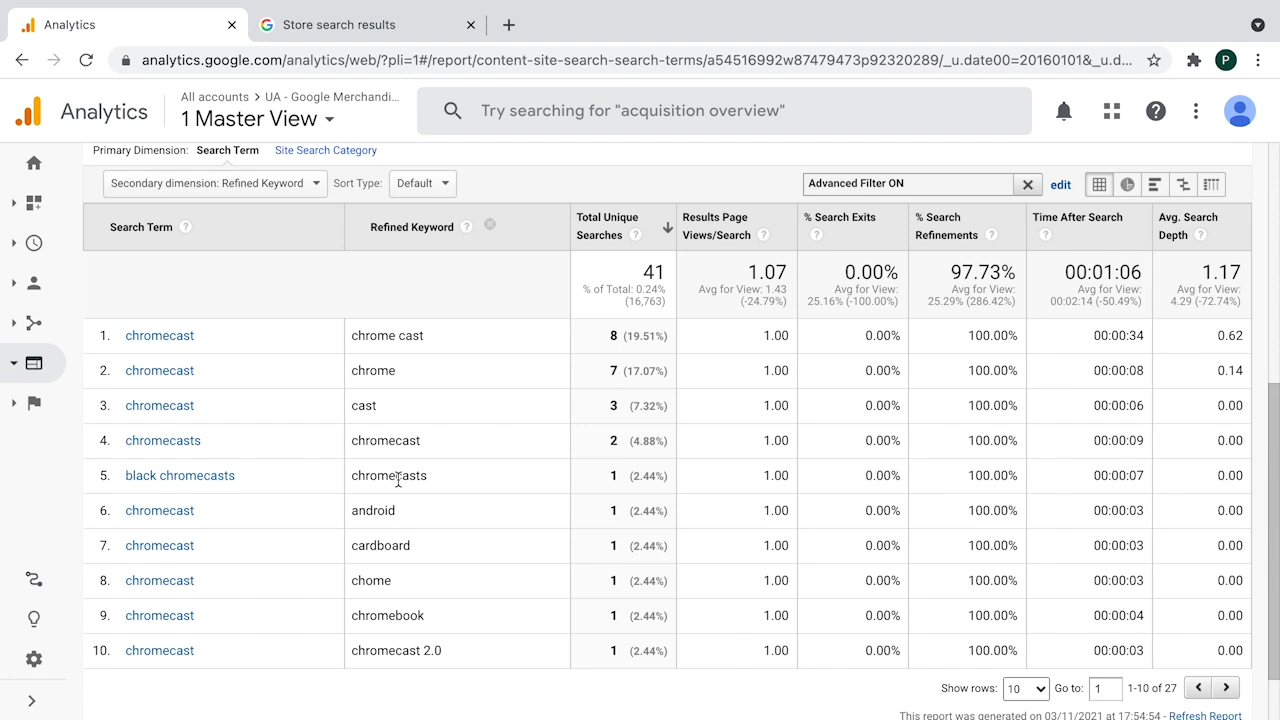 Analytics
Store search results
analytics.google.com/analytics/web/?pli=1#/report/content-site-search-search-terms/a54516992w87479473p92320289/_u.date00=20160101&_u.d...
P
Analytics
All accounts > UA - Google Merchandi...
1 Master View
Try searching for "acquisition overview"
Primary Dimension: Search Term Site Search Category
Secondary dimension: Refined Keyword Sort Type: Default Advanced Filter ON edit
Search Term ? Refined Keyword ? Total Unique Searches ? Results Page Views/Search ? % Search Exits ? % Search Refinements ? Time After Search ? Avg. Search Depth ?
41 1.07 0.00% 97.73% 00:01:06 1.17
% of Total: 0.24% (16,763) Avg for View: 1.43 (-24.79%) Avg for View: 25.16% (-100.00%) Avg for View: 25.29% (286.42%) Avg for View: 00:02:14 (-50.49%) Avg for View: 4.29 (-72.74%)
1. chromecast chrome cast 8 (19.51%) 1.00 0.00% 100.00% 00:00:34 0.62
2. chromecast chrome 7 (17.07%) 1.00 0.00% 100.00% 00:00:08 0.14
3. chromecast cast 3 (7.32%) 1.00 0.00% 100.00% 00:00:06 0.00
4. chromecasts chromecast 2 (4.88%) 1.00 0.00% 100.00% 00:00:09 0.00
5. black chromecasts chromecasts 1 (2.44%) 1.00 0.00% 100.00% 00:00:07 0.00
6. chromecast android 1 (2.44%) 1.00 0.00% 100.00% 00:00:03 0.00
7. chromecast cardboard 1 (2.44%) 1.00 0.00% 100.00% 00:00:03 0.00
8. chromecast chome 1 (2.44%) 1.00 0.00% 100.00% 00:00:03 0.00
9. chromecast chromebook 1 (2.44%) 1.00 0.00% 100.00% 00:00:04 0.00
10. chromecast chromecast 2.0 1 (2.44%) 1.00 0.00% 100.00% 00:00:03 0.00
Show rows: 10 Go to: 1 1-10 of 27
This report was generated on 03/11/2021 at 17:54:54 - Refresh Report